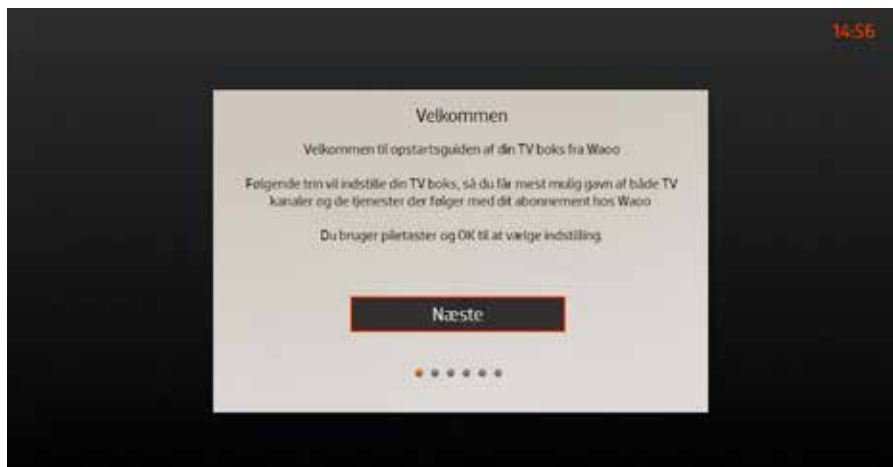 14:56
Velkommen
Velkommen til opstartsguiden af din TV boks fra Waoo
Følgende trin vil indstille din TV boks, så du får mest mulig gavn af både TV
kanaler og de tjenester der følger med dit abonnement hos Waoo
Du bruger piletaster og OK til at vælge indstilling.
Næste